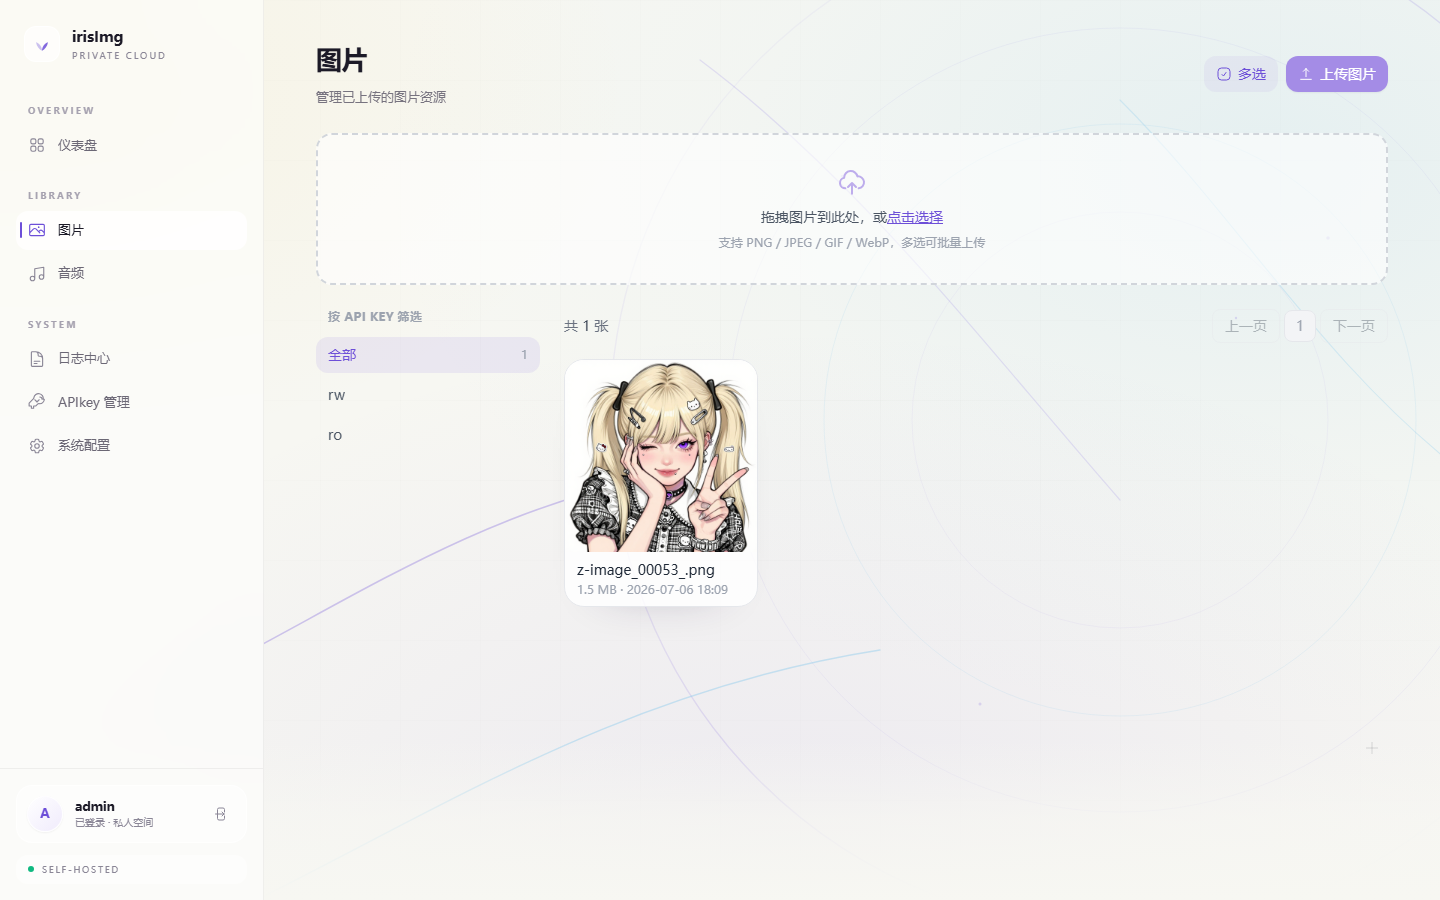 irisImg
PRIVATE CLOUD
OVERVIEW
仪表盘
LIBRARY
图片
音频
SYSTEM
日志中心
APIkey 管理
系统配置
A
admin
已登录 · 私人空间
SELF-HOSTED
图片
管理已上传的图片资源
多选
上传图片
拖拽图片到此处，或点击选择
支持 PNG / JPEG / GIF / WebP，多选可批量上传
按 API KEY 筛选
全部 1
rw
ro
共 1 张
上一页 1 下一页
z-image_00053_.png
1.5 MB · 2026-07-06 18:09